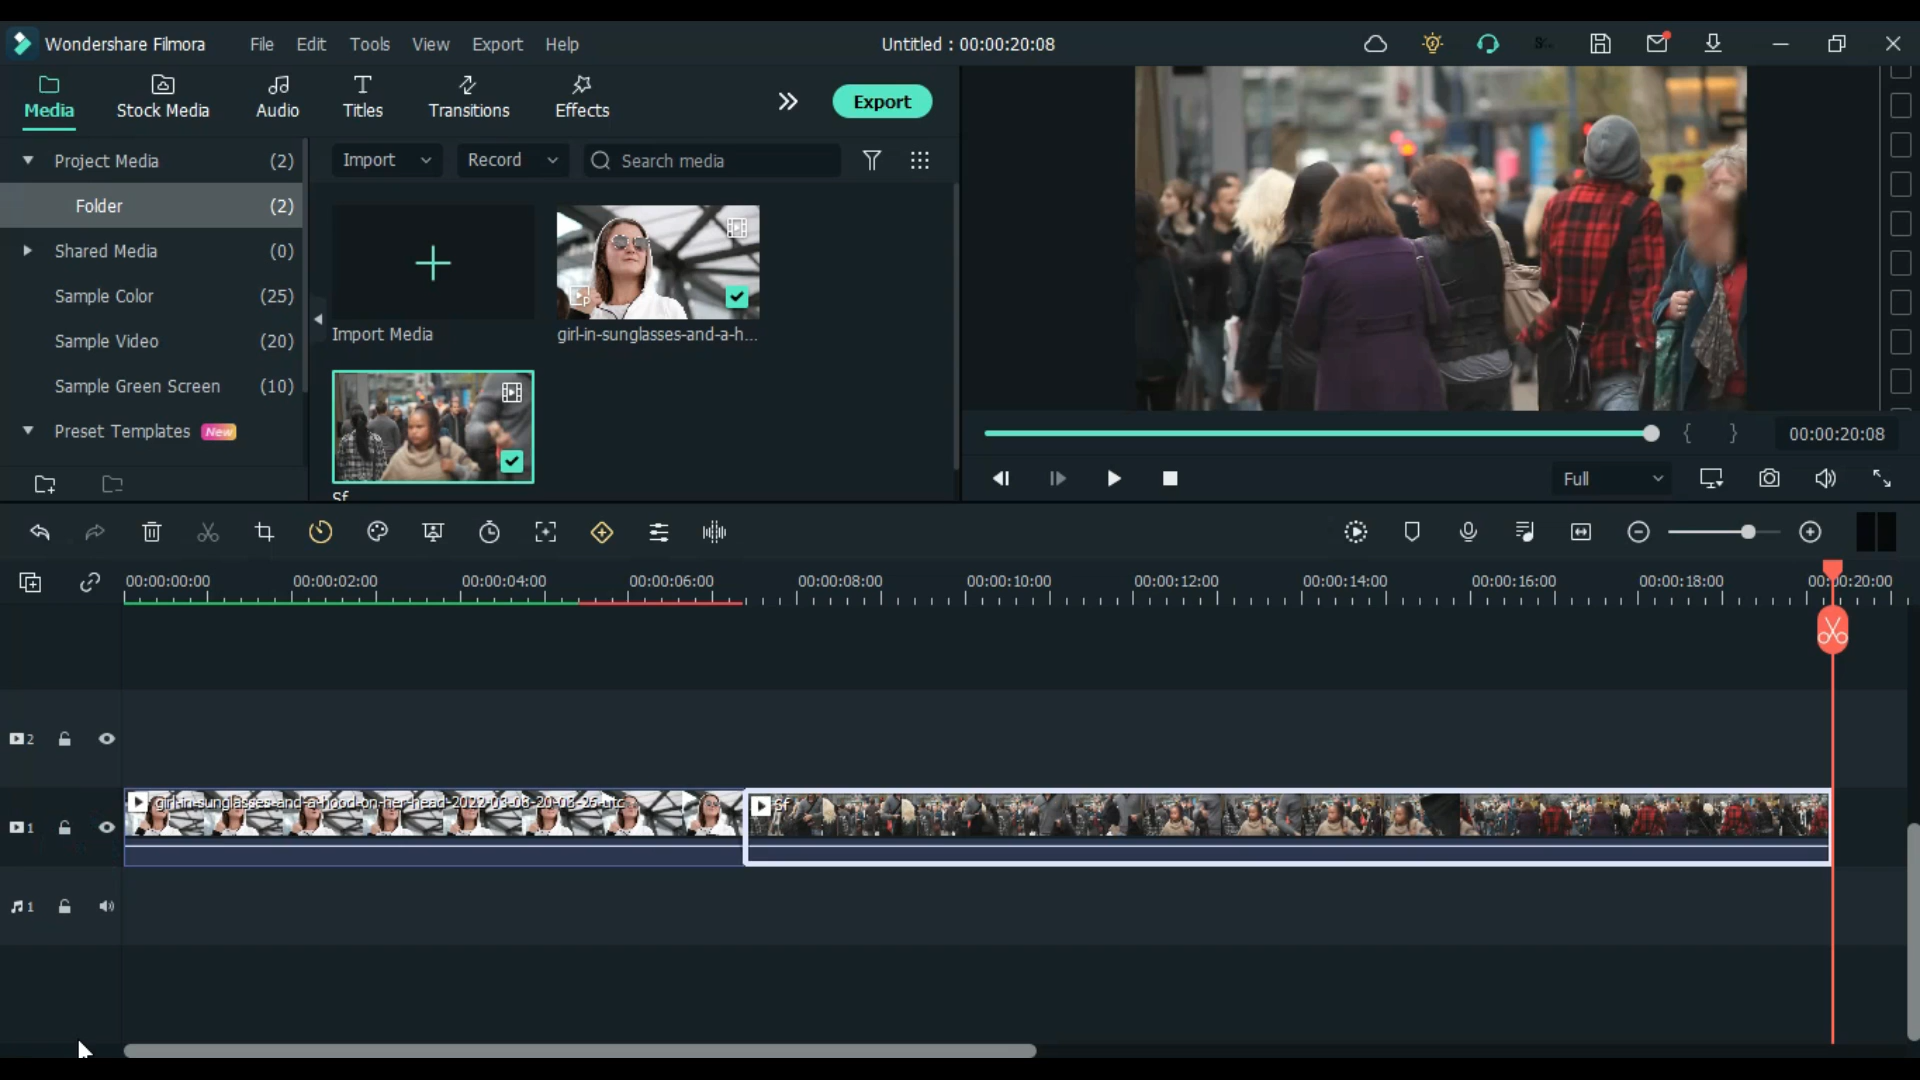 Wondershare Filmora File Edit Tools View Export Help Untitled : 00:00:20:08
Media Stock Media Audio Titles Transitions Effects Export
Project Media (2)
Folder (2)
Shared Media (0)
Sample Color (25)
Sample Video (20)
Sample Green Screen (10)
Preset Templates New
Import Record Search media
Import Media girl-in-sunglasses-and-a-h...
Sf
00:00:20:08
Full
00:00:00:00 00:00:02:00 00:00:04:00 00:00:06:00 00:00:08:00 00:00:10:00 00:00:12:00 00:00:14:00 00:00:16:00 00:00:18:00 00:00:20:00
2
1 girl-in-sunglasses-and-a-hood-on-her-head-2022-03-08-20-08-25-utc Sf
1